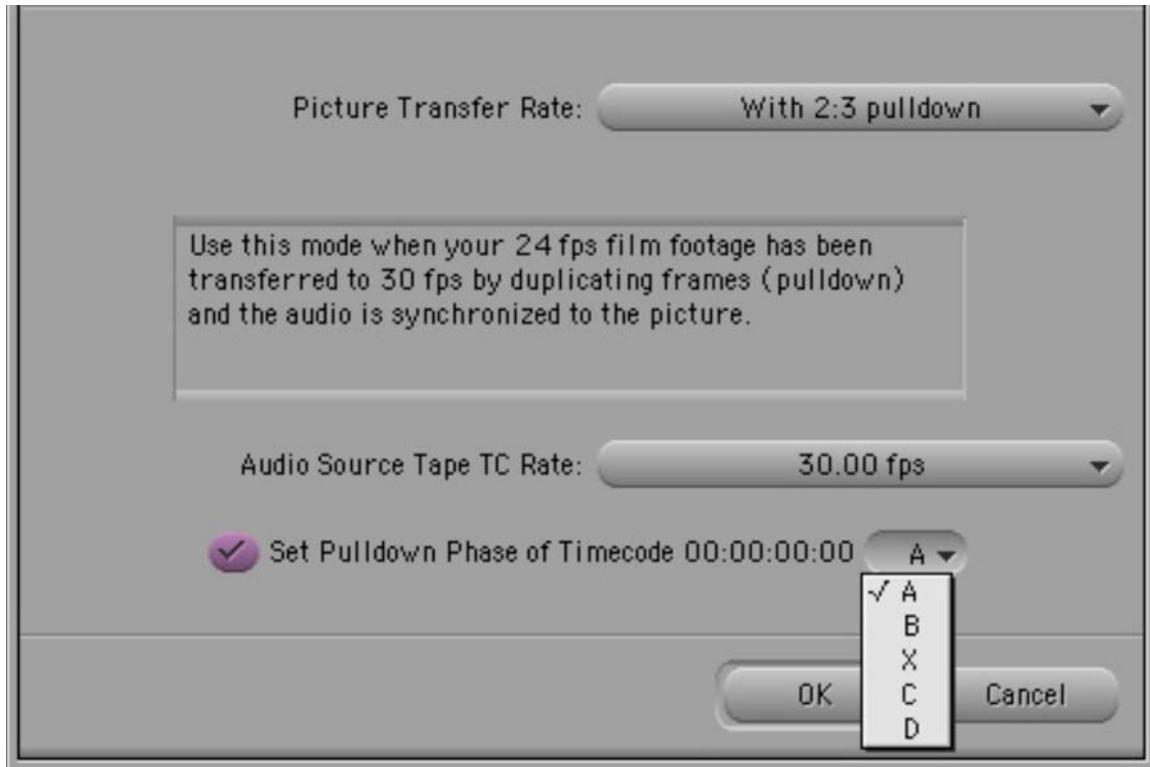 Picture Transfer Rate: With 2:3 pulldown
Use this mode when your 24 fps film footage has been
transferred to 30 fps by duplicating frames (pulldown)
and the audio is synchronized to the picture.
Audio Source Tape TC Rate: 30.00 fps
Set Pulldown Phase of Timecode 00:00:00:00 A
A
B
X
C
D
OK
Cancel